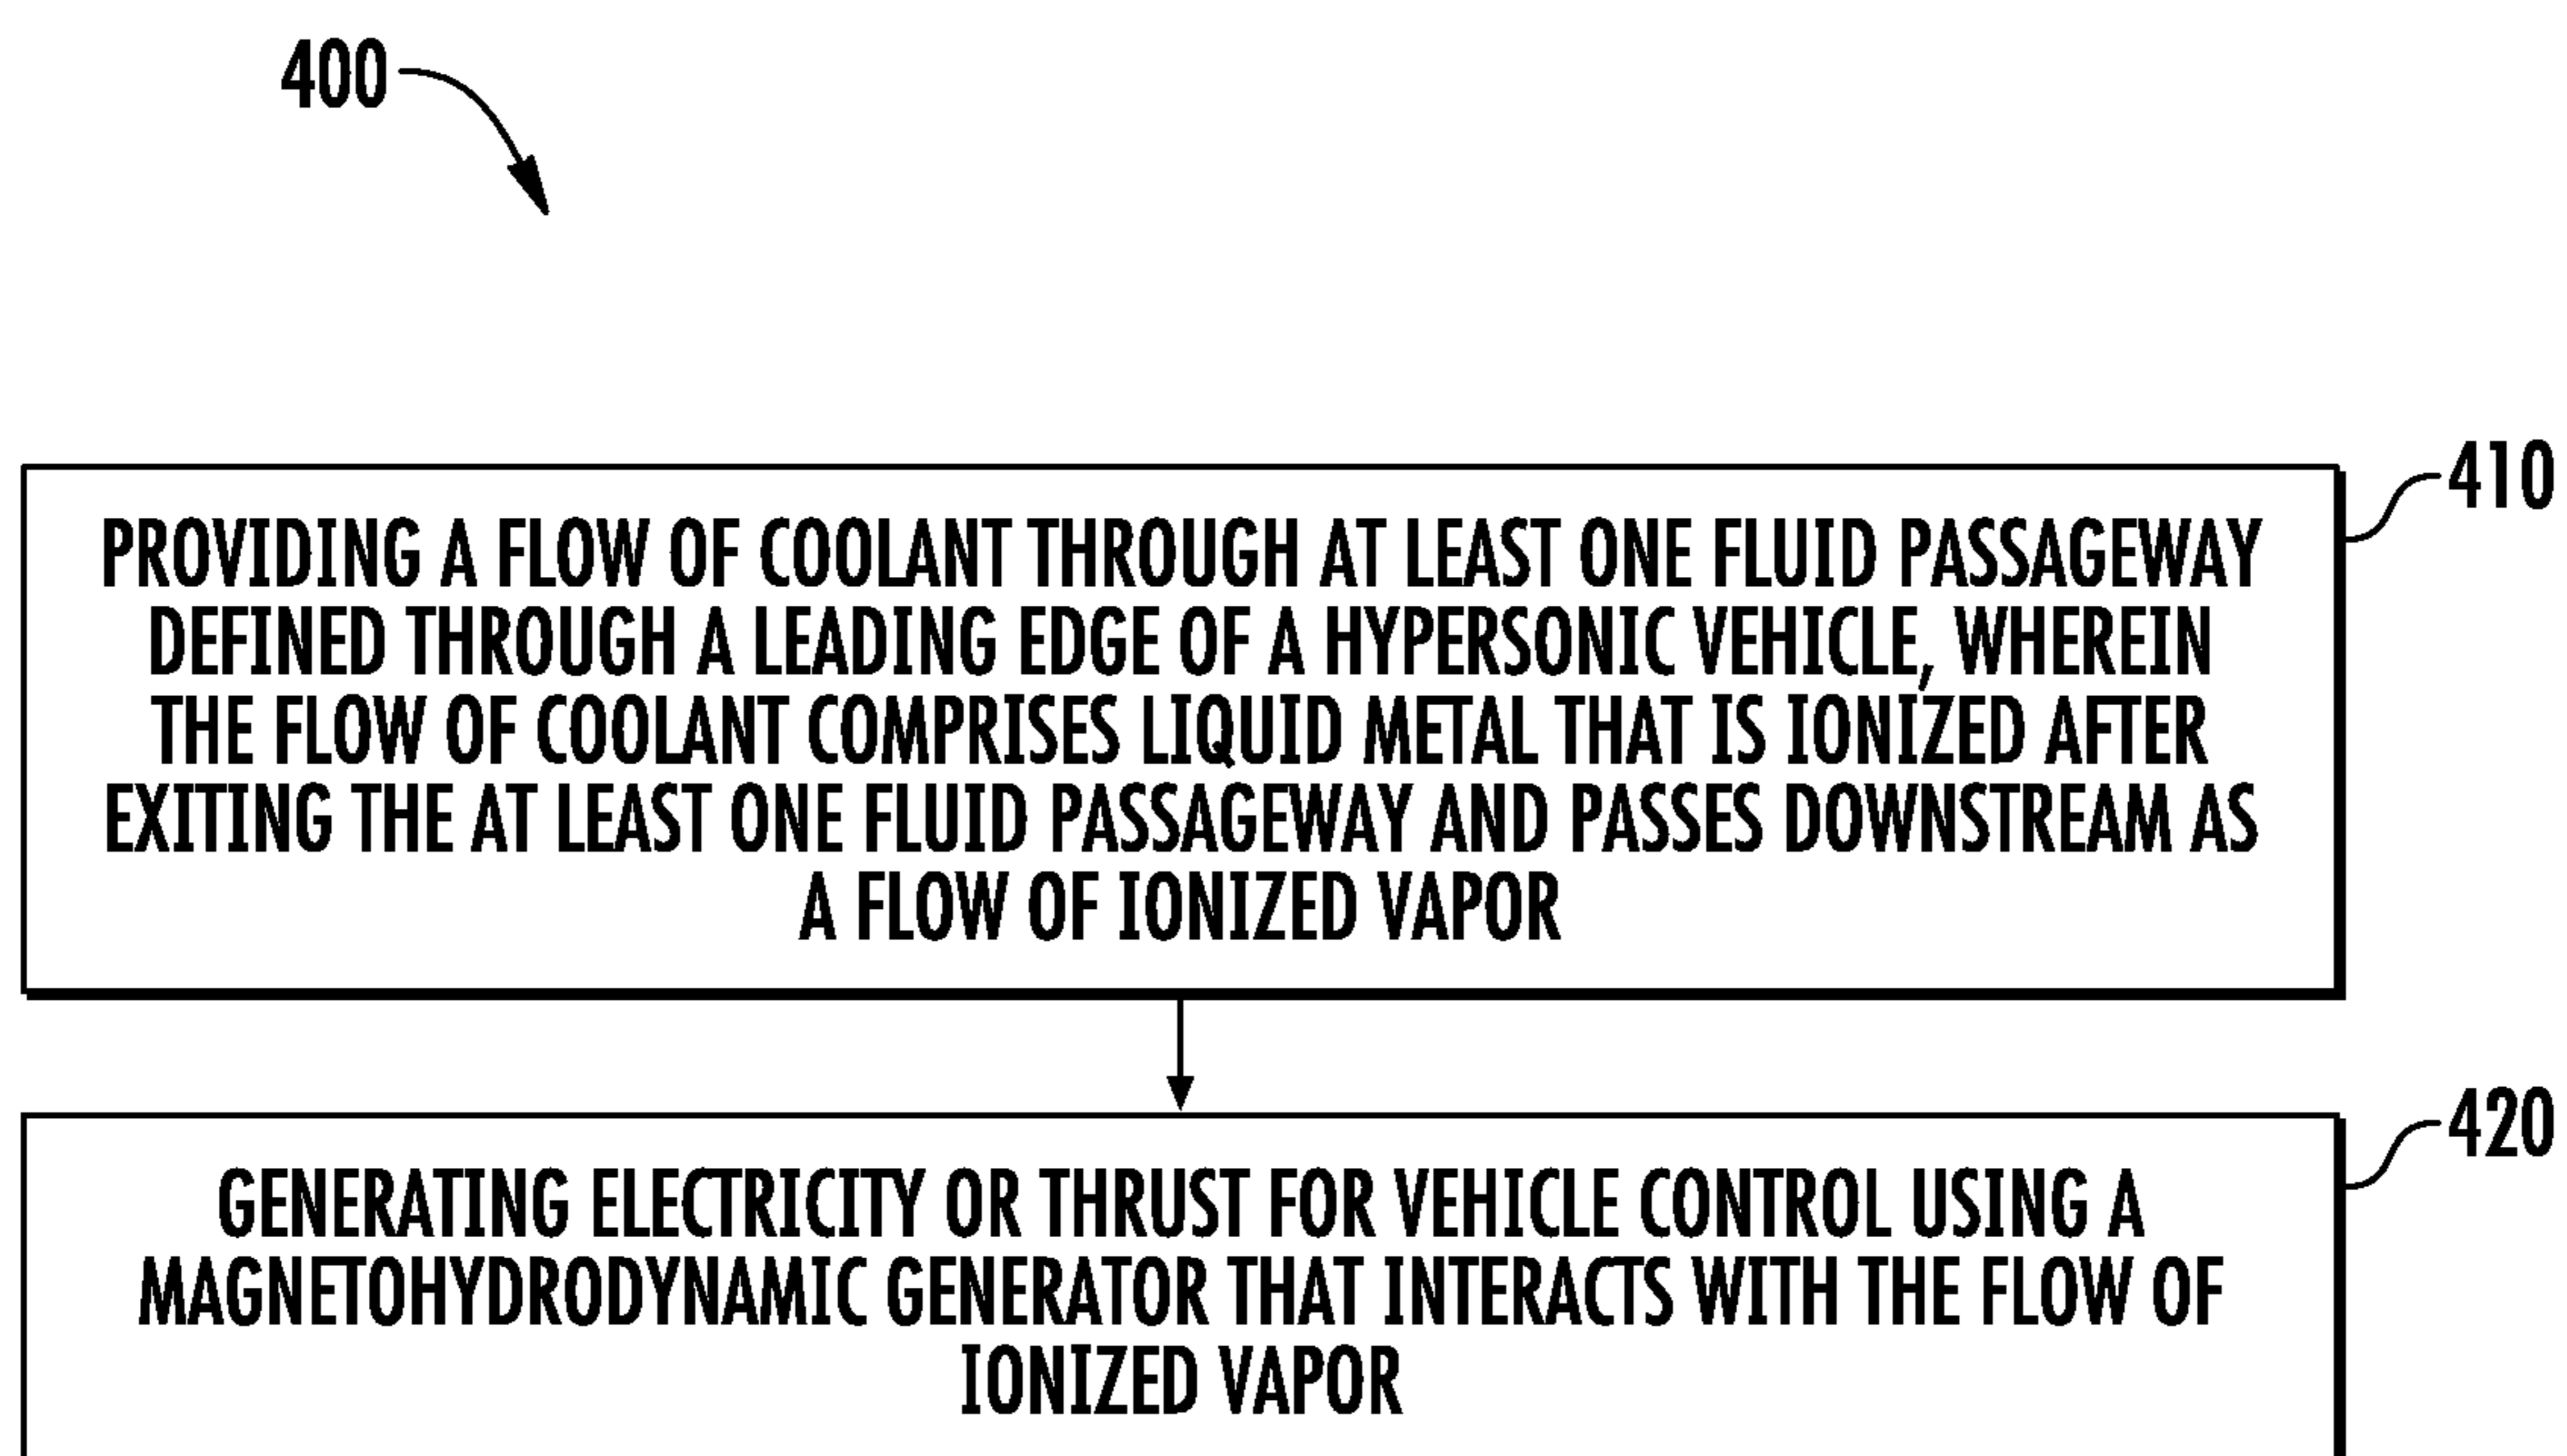 400
410
PROVIDING A FLOW OF COOLANT THROUGH AT LEAST ONE FLUID PASSAGEWAY
DEFINED THROUGH A LEADING EDGE OF A HYPERSONIC VEHICLE, WHEREIN
THE FLOW OF COOLANT COMPRISES LIQUID METAL THAT IS IONIZED AFTER
EXITING THE AT LEAST ONE FLUID PASSAGEWAY AND PASSES DOWNSTREAM AS
A FLOW OF IONIZED VAPOR
420
GENERATING ELECTRICITY OR THRUST FOR VEHICLE CONTROL USING A
MAGNETOHYDRODYNAMIC GENERATOR THAT INTERACTS WITH THE FLOW OF
IONIZED VAPOR